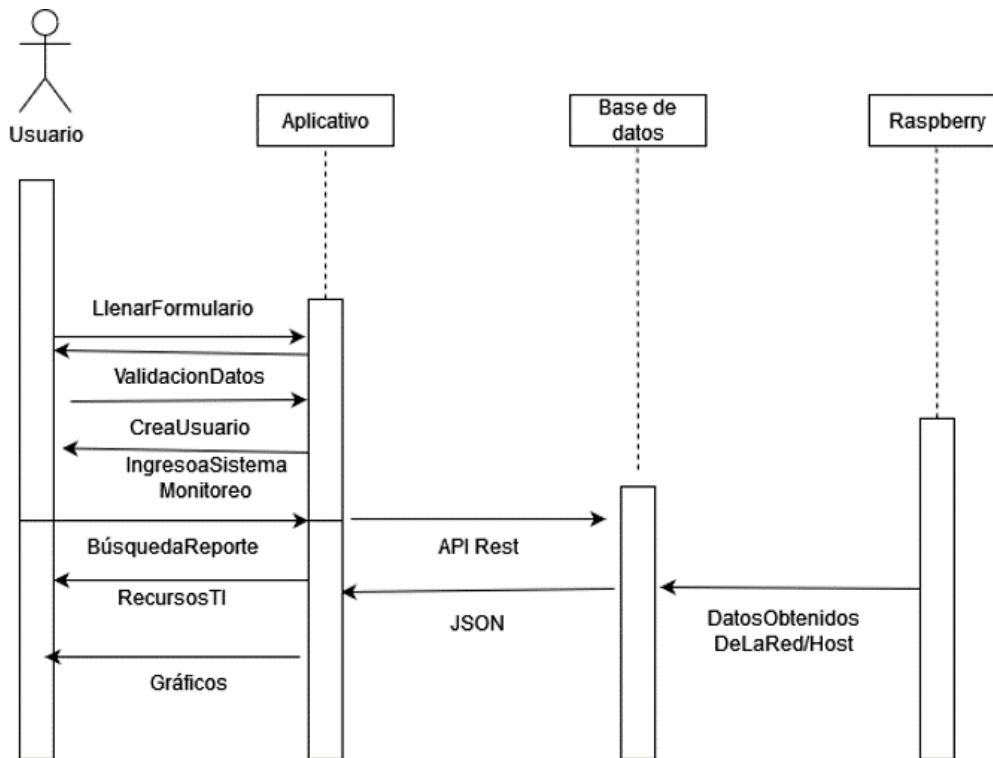 Usuario
Aplicativo
Base de
datos
Raspberry
LlenarFormulario
ValidacionDatos
CreaUsuario
IngresoaSistema
Monitoreo
BúsquedaReporte
API Rest
RecursosTI
JSON
DatosObtenidos
DeLaRed/Host
Gráficos